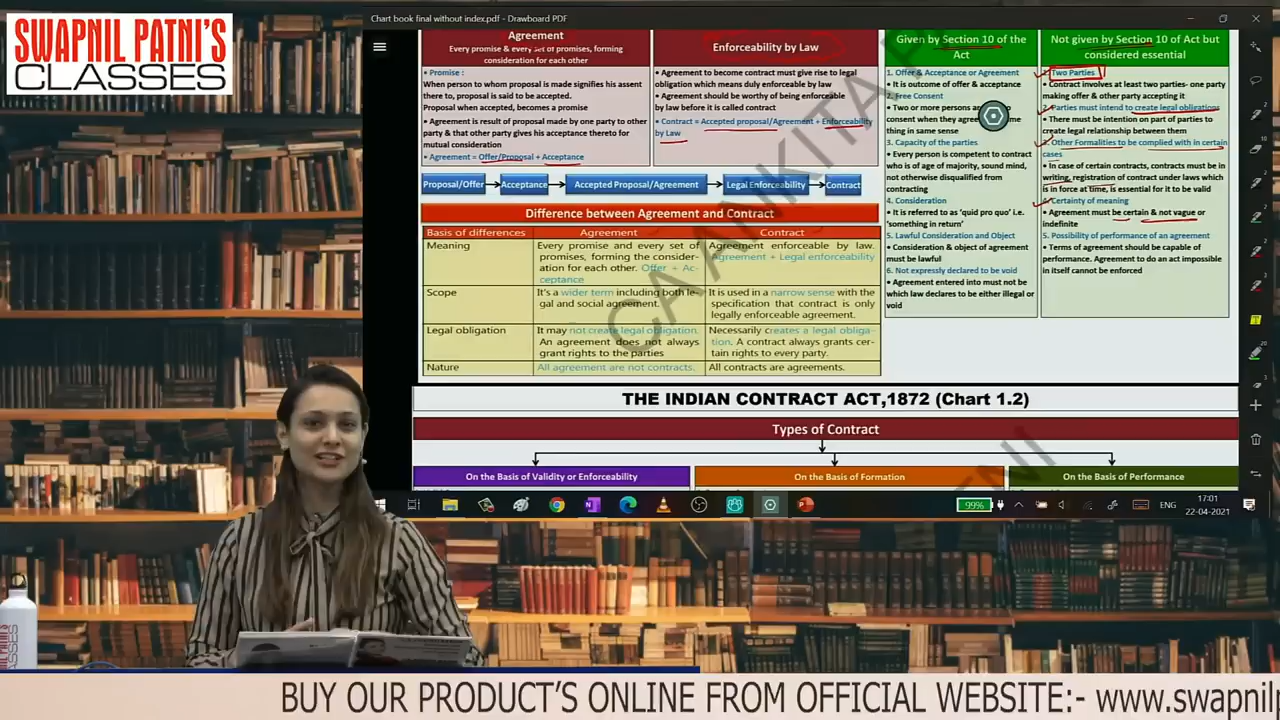 SWAPNIL PATNI'S
CLASSES
Chart book final without index.pdf - Drawboard PDF
Agreement
Every promise & every set of promises, forming
consideration for each other
• Promise :
When person to whom proposal is made signifies his assent
there to, proposal is said to be accepted.
Proposal when accepted, becomes a promise
• Agreement is result of proposal made by one party to other
party & that other party gives his acceptance thereto for
mutual consideration
• Agreement = Offer/Proposal + Acceptance
Enforceability by Law
• Agreement to become contract must give rise to legal
obligation which means duly enforceable by law
• Agreement should be worthy of being enforceable
by law before it is called contract
• Contract = Accepted proposal/Agreement + Enforceability
by Law
Proposal/Offer
Acceptance
Accepted Proposal/Agreement
Legal Enforceability
Contract
Difference between Agreement and Contract
Basis of differences Agreement Contract
Meaning
Every promise and every set of
promises, forming the consider-
ation for each other. Offer + Ac-
ceptance
Agreement enforceable by law.
Agreement + Legal enforceability
Scope
It's a wider term including both le-
gal and social agreement.
It is used in a narrow sense with the
specification that contract is only
legally enforceable agreement.
Legal obligation
It may not create legal obligation.
An agreement does not always
grant rights to the parties
Necessarily creates a legal obliga-
tion. A contract always grants cer-
tain rights to every party.
Nature
All agreement are not contracts.
All contracts are agreements.
Given by Section 10 of the
Act
1. Offer & Acceptance or Agreement
• It is outcome of offer & acceptance
2. Free Consent
• Two or more persons
consent when they agree
thing in same sense
3. Capacity of the parties
• Every person is competent to contract
who is of age of majority, sound mind,
not otherwise disqualified from
contracting
4. Consideration
• It is referred to as 'quid pro quo' i.e.
'something in return'
5. Lawful Consideration and Object
• Consideration & object of agreement
must be lawful
6. Not expressly declared to be void
• Agreement entered into must not be
which law declares to be either illegal or
void
Not given by Section 10 of Act but
considered essential
Two Parties
Contract involves at least two parties- one party
making offer & other party accepting it
2. Parties must intend to create legal obligations
• There must be intention on part of parties to
create legal relationship between them
3. Other Formalities to be complied with in certain
cases
• In case of certain contracts, contracts must be in
writing, registration of contract under laws which
is in force at time, is essential for it to be valid
4. Certainty of meaning
• Agreement must be certain & not vague or
indefinite
5. Possibility of performance of an agreement
• Terms of agreement should be capable of
performance. Agreement to do an act impossible
in itself cannot be enforced
THE INDIAN CONTRACT ACT,1872 (Chart 1.2)
Types of Contract
On the Basis of Validity or Enforceability
On the Basis of Formation
On the Basis of Performance
99%
ENG
17:01
22-04-2021
BUY OUR PRODUCT'S ONLINE FROM OFFICIAL WEBSITE:- www.swapnilp